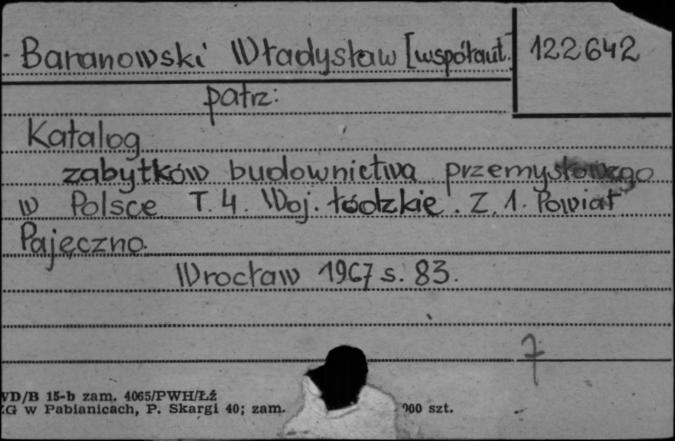 Baranowski Władysław [współaut.] 122642
patrz:
Katalog
zabytków budownictwa przemysłowego
w Polsce T. 4. Woj. łódzkie. Z. 1. Powiat
Pajęczno.
Wrocław 1967 s. 83.
7
WD/B 15-b zam. 4065/PWH/Łź
ZG w Pabianicach, P. Skargi 40; zam. 000 szt.